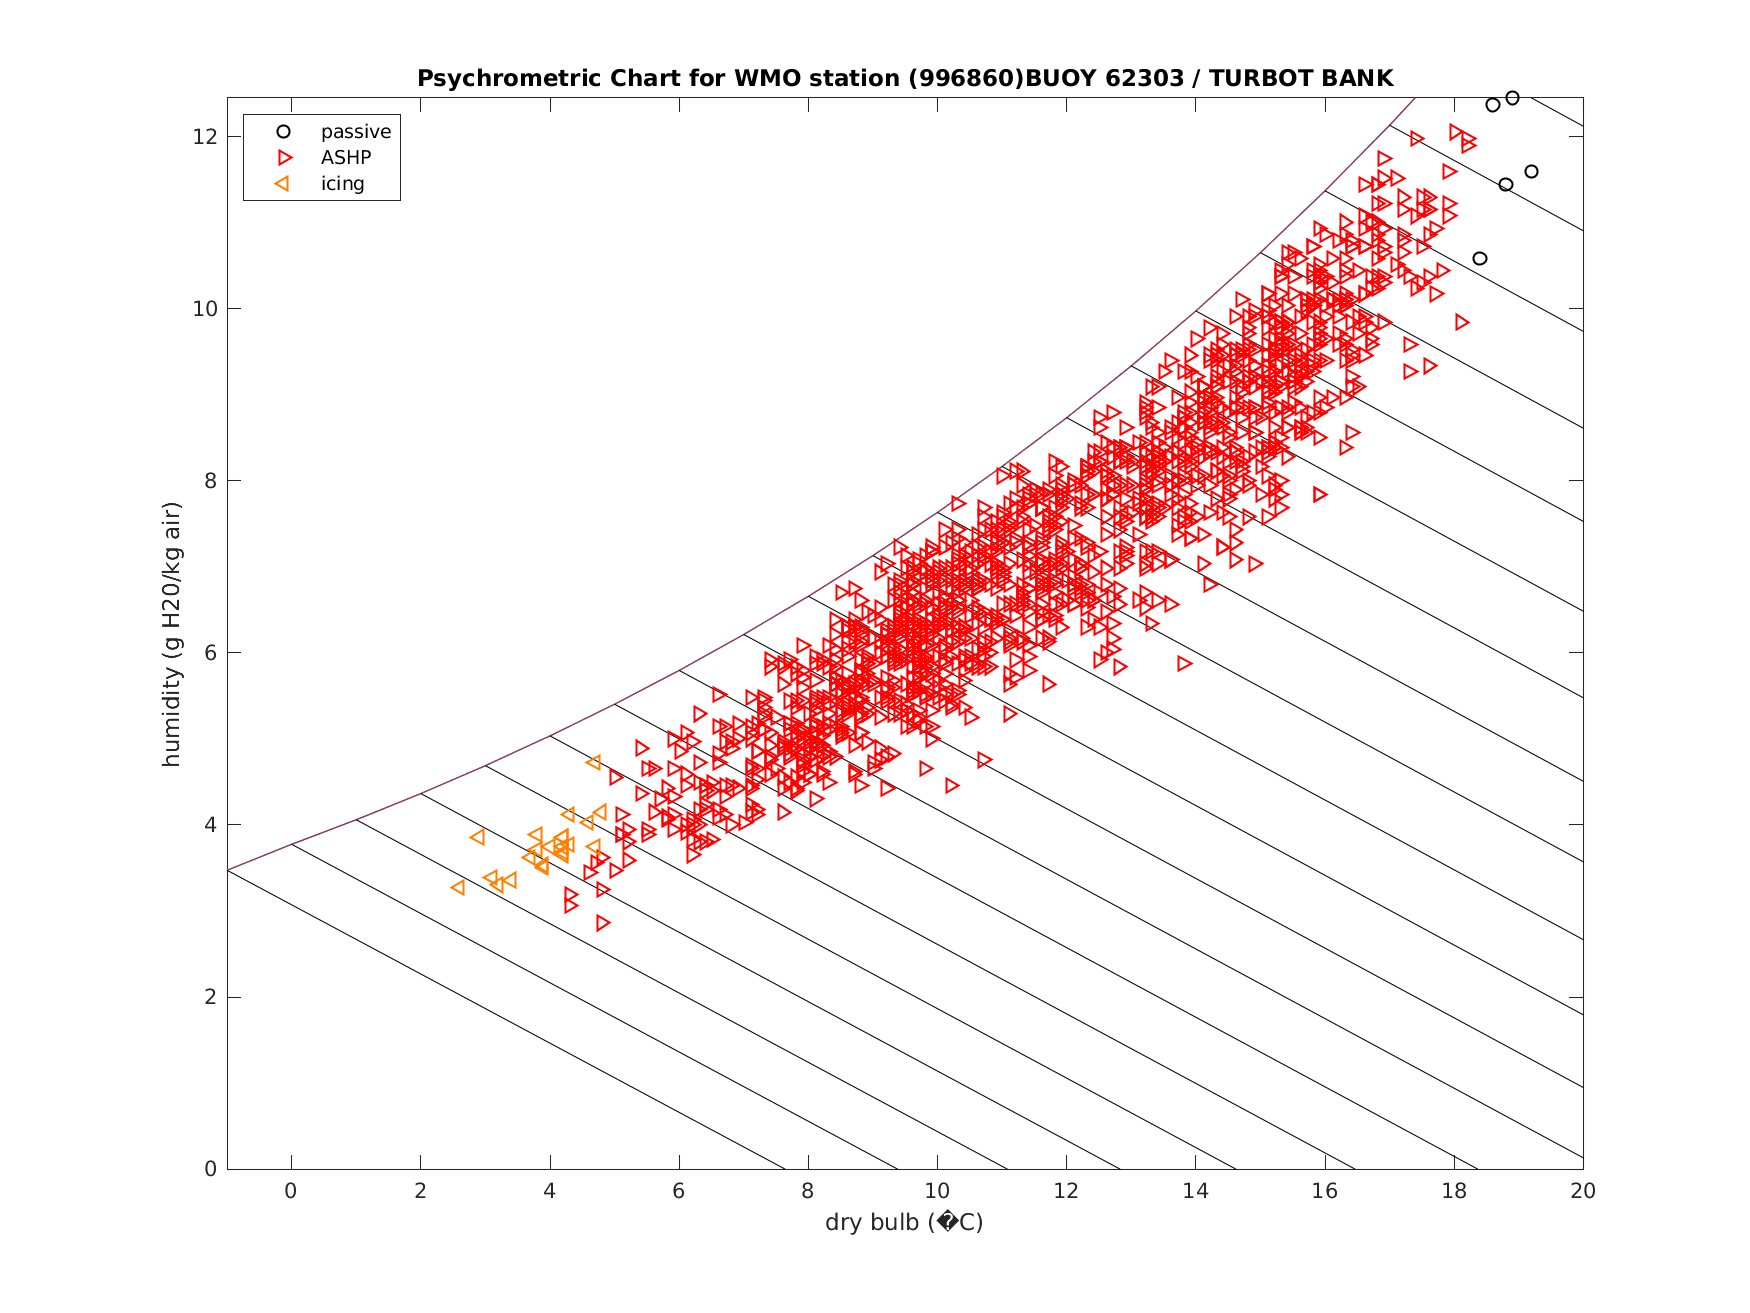 Psychrometric Chart for WMO station (996860)BUOY 62303 / TURBOT BANK
passive
ASHP
icing
humidity (g H20/kg air)
12
10
8
6
4
2
0
0 2 4 6 8 10 12 14 16 18 20
dry bulb (�C)